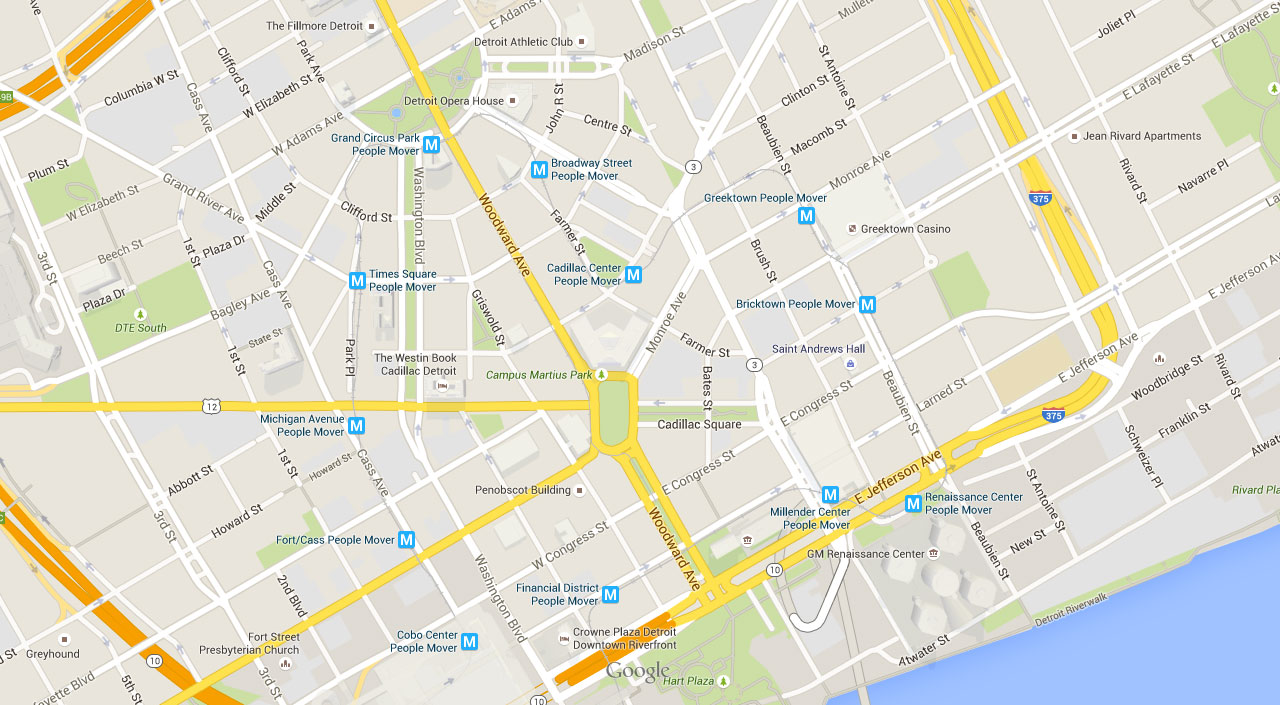 The Fillmore Detroit
E Adams A
Mullett
Joliet Pl
E Lafayette St
Detroit Athletic Club
Madison St
St Antoine St
Clifford St
Park Ave
Columbia W St
Cass Ave
W Elizabeth St
E Lafayette St
Clinton St
9B
Detroit Opera House
John R St
Centre St
Beaubien St
Macomb St
Jean Rivard Apartments
W Adams Ave
Grand Circus Park
People Mover
M
Broadway Street
People Mover
M
3
Monroe Ave
Rivard St
Navarre Pl
Plum St
Grand River Ave
Middle St
Washington Blvd
W Elizabeth St
Woodward Ave
Greektown People Mover
M
375
Clifford St
Farmer St
Greektown Casino
Beech St
1st St
Plaza Dr
3rd St
Brush St
Cass Ave
Times Square
People Mover
M
Cadillac Center
People Mover
M
E Jefferson Ave
Plaza Dr
Bagley Ave
Griswold St
Monroe Ave
Bricktown People Mover
M
DTE South
State St
Park Pl
1st St
The Westin Book
Cadillac Detroit
Farmer St
Saint Andrews Hall
E Jefferson Ave
Campus Martius Park
Bates St
3
Beaubien St
Woodbridge St
Rivard St
12
E Congress St
Larned St
375
Franklin St
Michigan Avenue
People Mover
M
Cadillac Square
Schweizer Pl
Atwater
1st St
Howard St
Cass Ave
Abbott St
E Congress St
E Jefferson Ave
Penobscot Building
St Antoine St
Rivard Pla
Howard St
3rd St
Woodward Ave
Millender Center
People Mover
M
Renaissance Center
People Mover
M
Fort/Cass People Mover
M
W Congress St
New St
Beaubien St
GM Renaissance Center
10
2nd Blvd
Washington Blvd
Financial District
People Mover
M
Detroit Riverwalk
Fort Street
Presbyterian Church
Cobo Center
People Mover
M
Crowne Plaza Detroit
Downtown Riverfront
Greyhound
10
Atwater St
St
Google
Hart Plaza
yette Blvd
5th St
3rd St
10